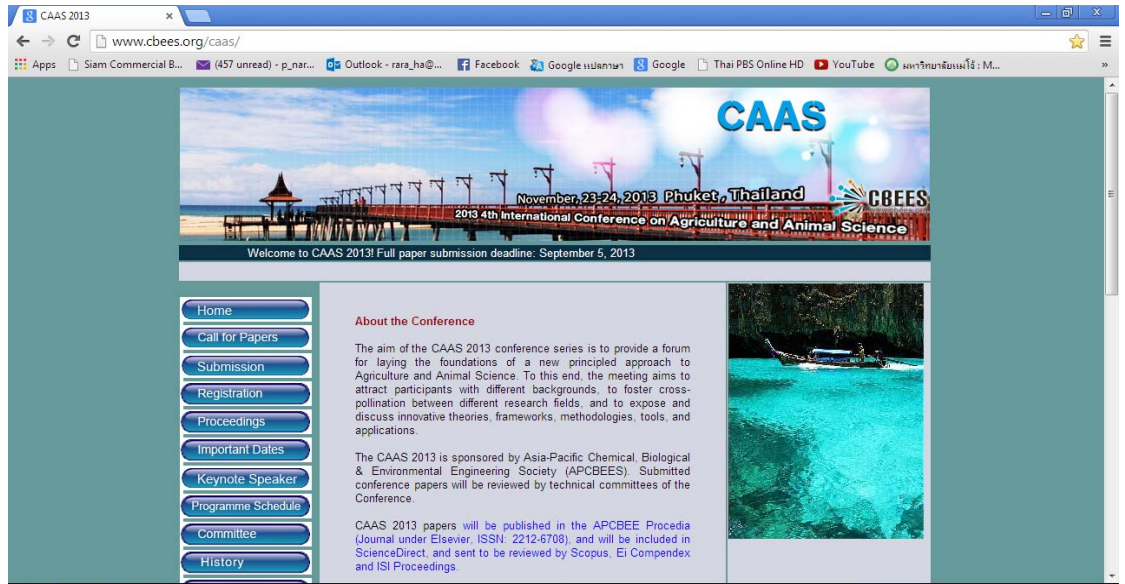 CAAS 2013
www.cbees.org/caas/
Apps Siam Commercial B... (457 unread) - p_nar... Outlook - rara_ha@... Facebook Google แปลภาษา Google Thai PBS Online HD YouTube มหาวิทยาลัยแม่โจ้ : M... »
CAAS
November, 23-24, 2013 Phuket, Thailand
CBEES
2013 4th International Conference on Agriculture and Animal Science
Welcome to CAAS 2013! Full paper submission deadline: September 5, 2013
Home
Call for Papers
Submission
Registration
Proceedings
Important Dates
Keynote Speaker
Programme Schedule
Committee
History
About the Conference
The aim of the CAAS 2013 conference series is to provide a forum
for laying the foundations of a new principled approach to
Agriculture and Animal Science. To this end, the meeting aims to
attract participants with different backgrounds, to foster cross-
pollination between different research fields, and to expose and
discuss innovative theories, frameworks, methodologies, tools, and
applications.
The CAAS 2013 is sponsored by Asia-Pacific Chemical, Biological
& Environmental Engineering Society (APCBEES). Submitted
conference papers will be reviewed by technical committees of the
Conference.
CAAS 2013 papers will be published in the APCBEE Procedia
(Journal under Elsevier, ISSN: 2212-6708), and will be included in
ScienceDirect, and sent to be reviewed by Scopus, Ei Compendex
and ISI Proceedings.